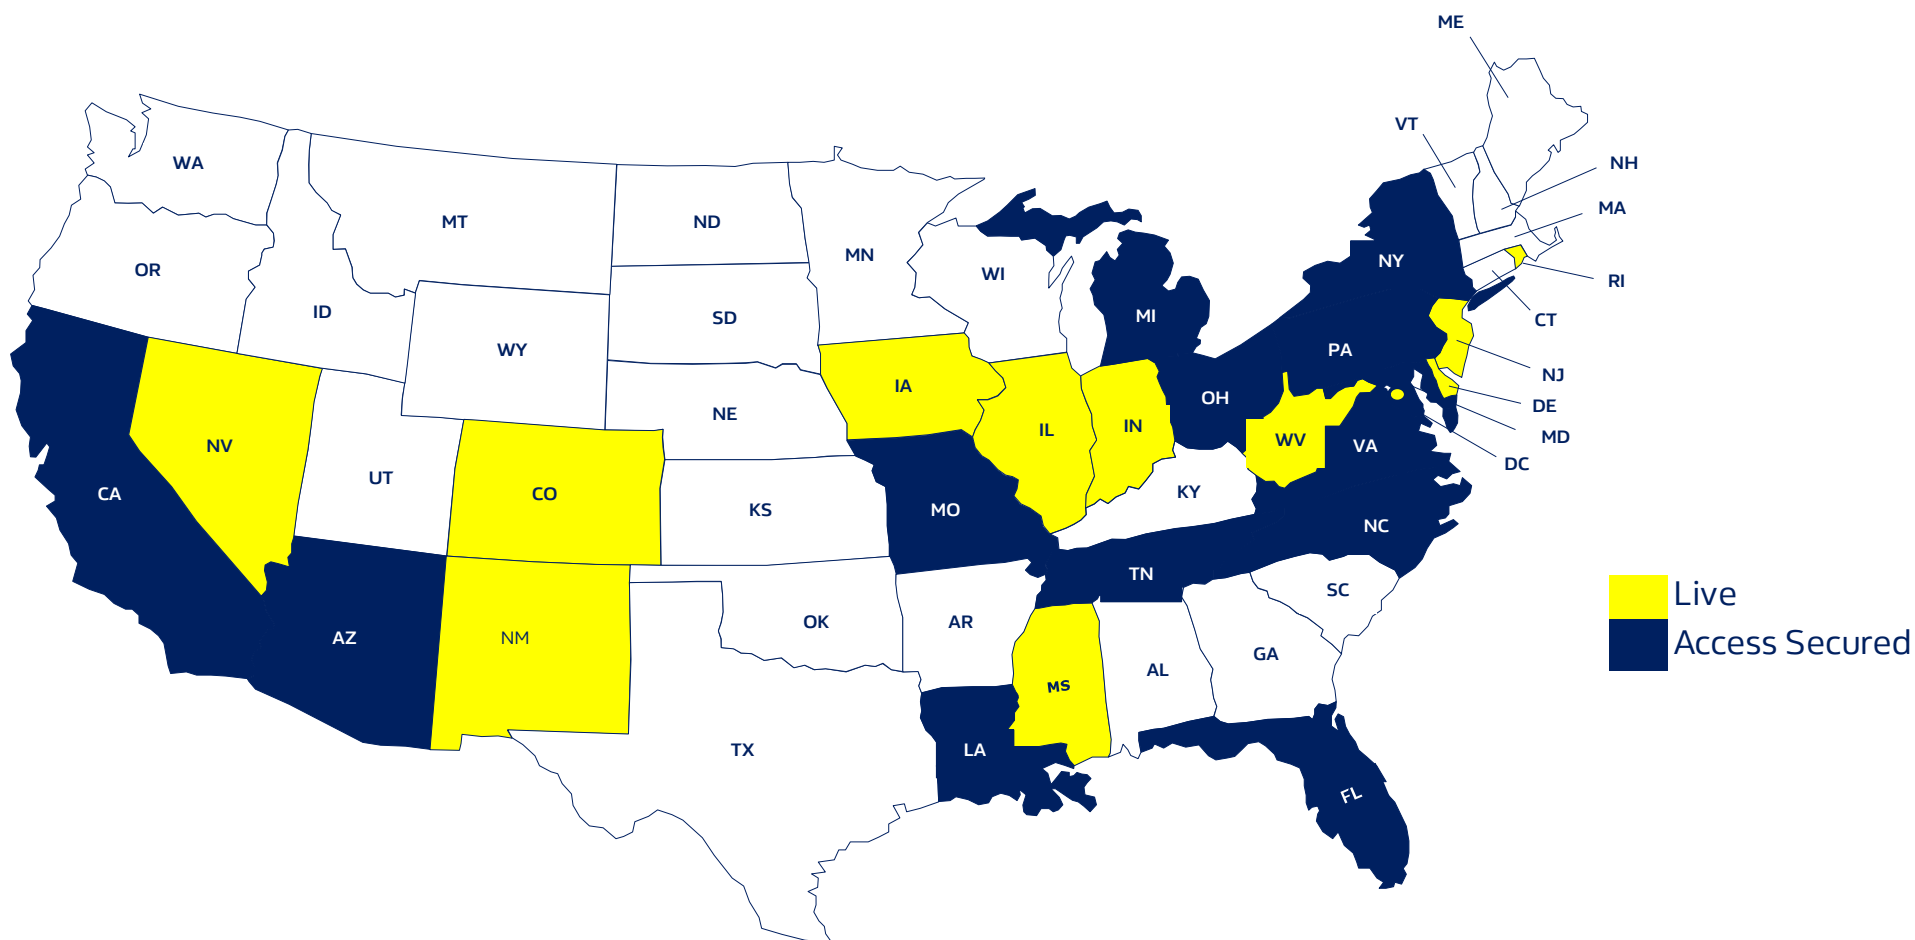 ME
VT
NH
WA
MA
MT
ND
MN
NY
OR
WI
RI
ID
MI
SD
CT
WY
PA
NJ
IA
OH
DE
NE
IN
IL
MD
WV
NV
VA
DC
UT
CA
CO
KY
KS
MO
NC
TN
SC
Live
OK
AR
AZ
NM
Access Secured
GA
AL
MS
TX
LA
FL